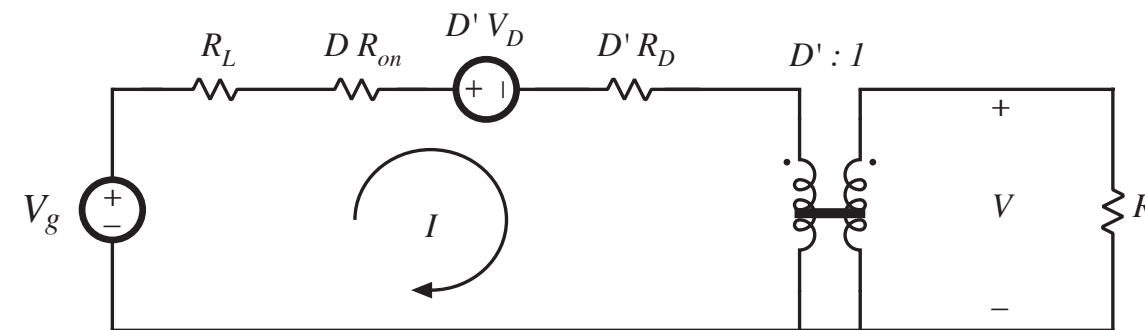 R_L
D R_on
D' V_D
D' R_D
D' : 1
+ −
+
−
V_g
I
+
V
−
R